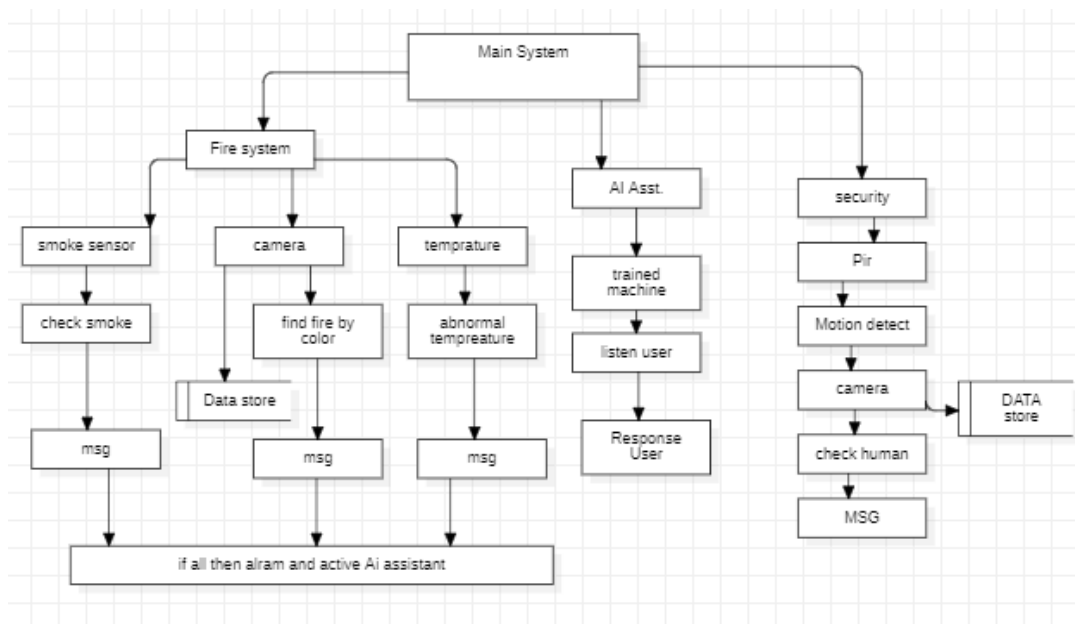 Main System
Fire system
AI Asst.
security
smoke sensor
camera
temprature
Pir
trained
machine
check smoke
find fire by
color
abnormal
tempreature
Motion detect
listen user
Data store
camera
DATA
store
msg
msg
msg
Response
User
check human
MSG
if all then alram and active Ai assistant